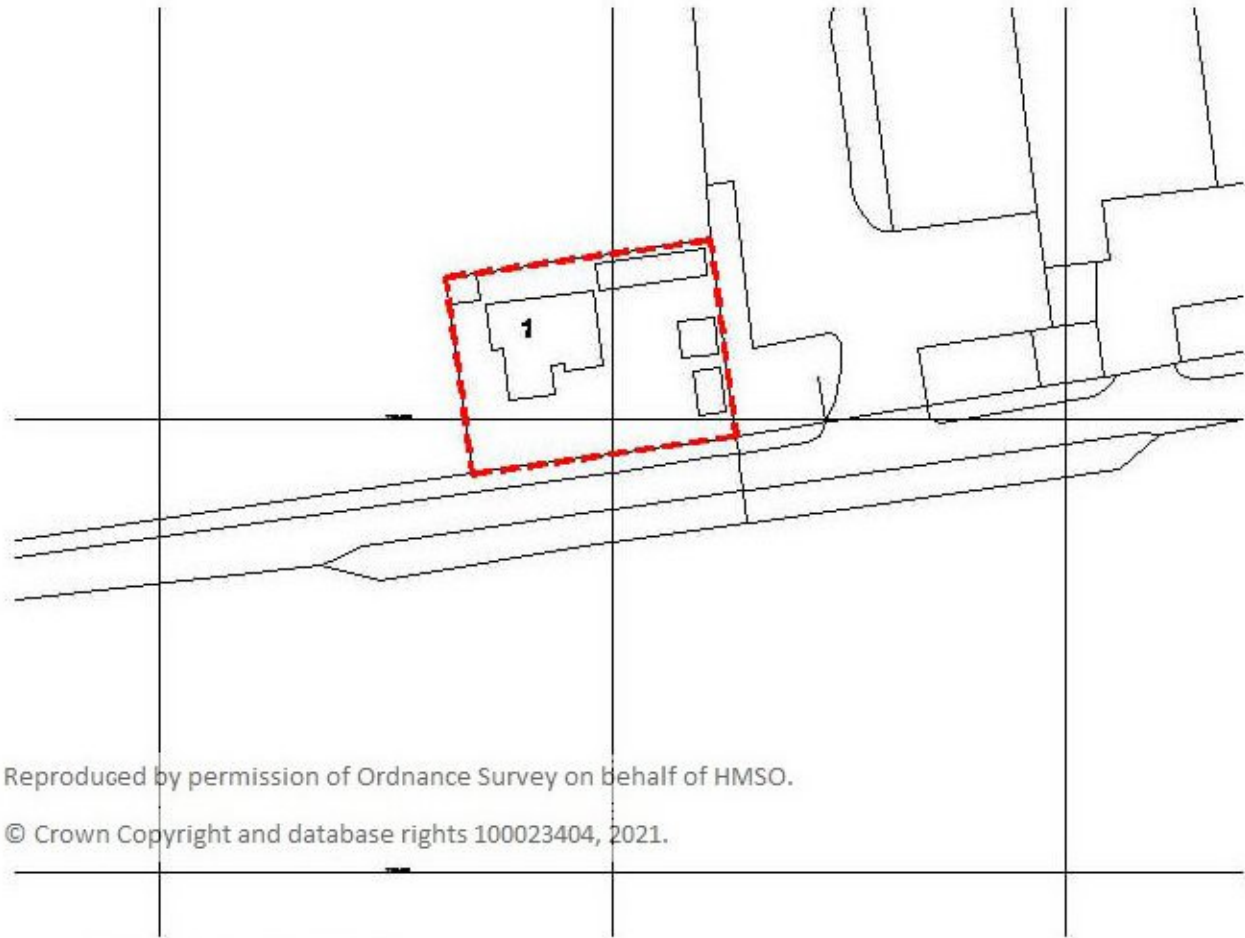 1
Reproduced by permission of Ordnance Survey on behalf of HMSO.
© Crown Copyright and database rights 100023404, 2021.